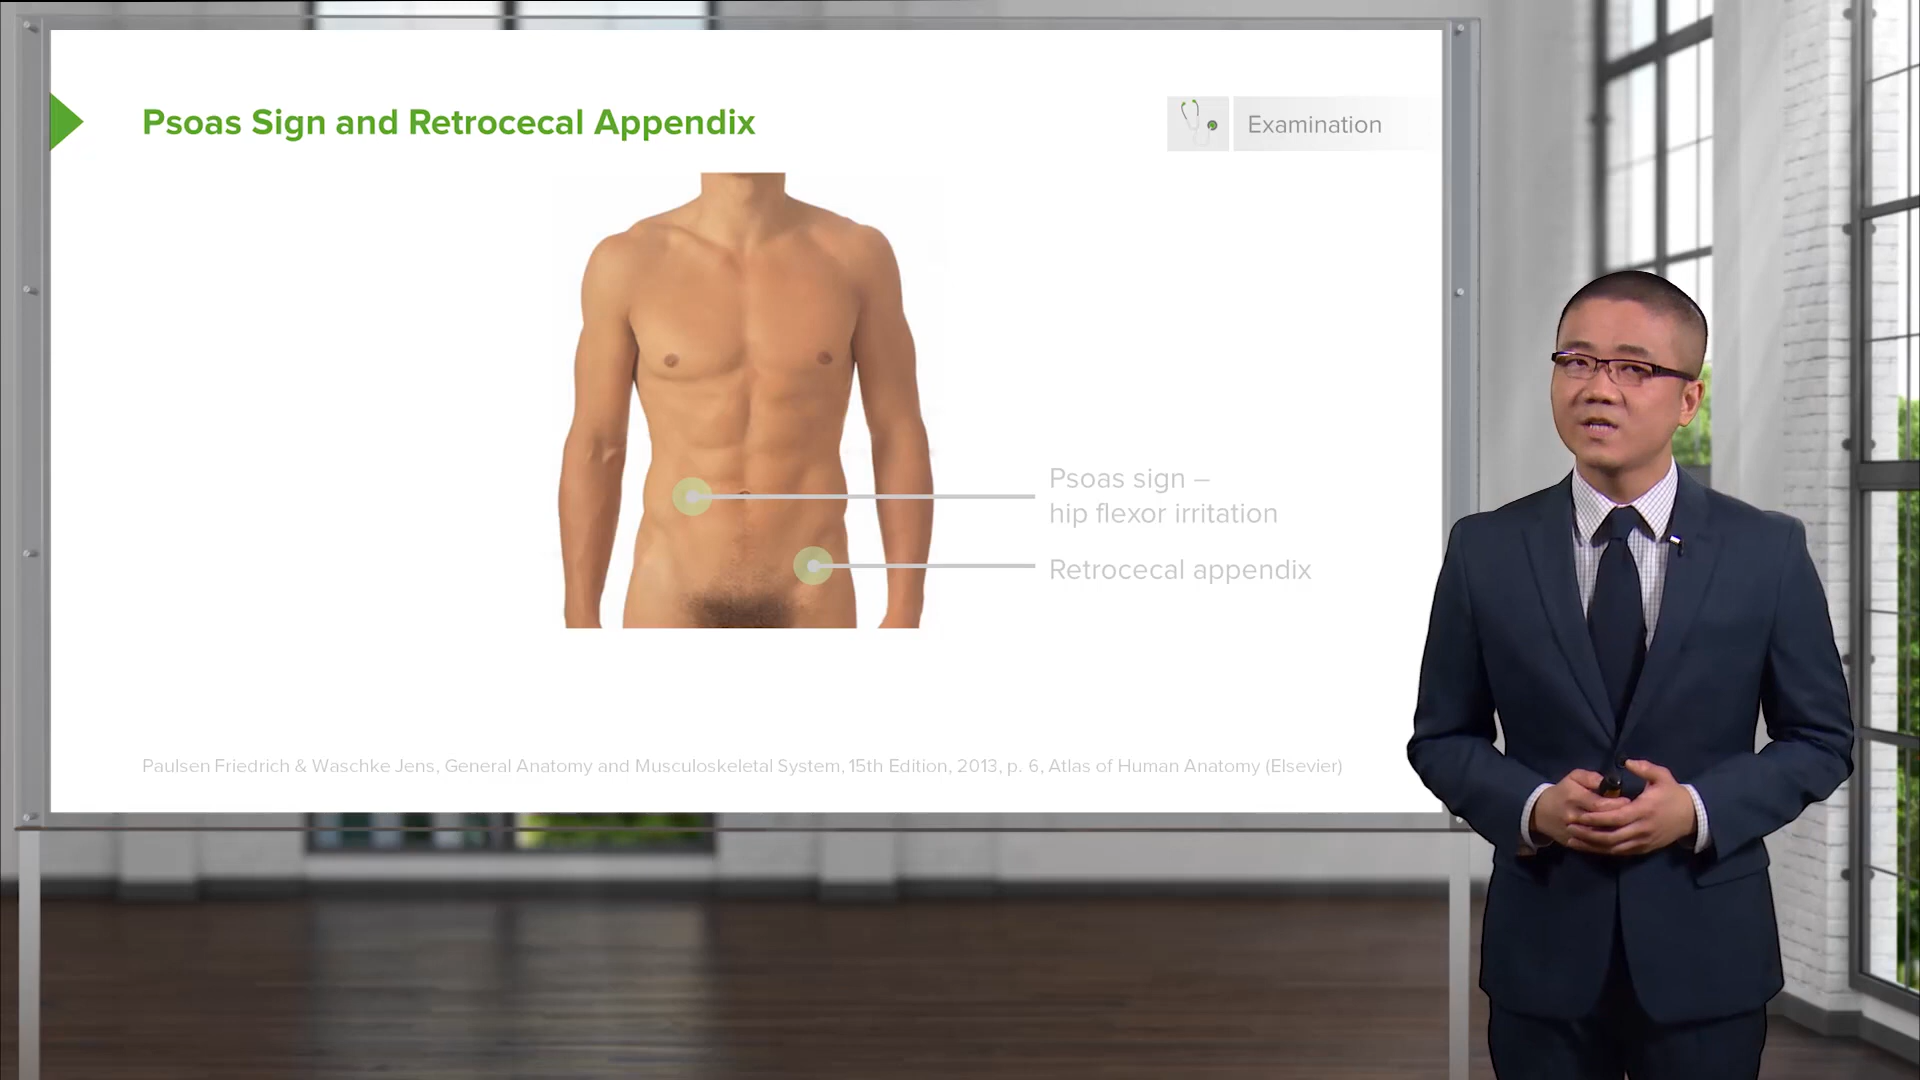 Psoas Sign and Retrocecal Appendix
Examination
Psoas sign –
hip flexor irritation
Retrocecal appendix
Paulsen Friedrich & Waschke Jens, General Anatomy and Musculoskeletal System, 15th Edition, 2013, p. 6, Atlas of Human Anatomy (Elsevier)